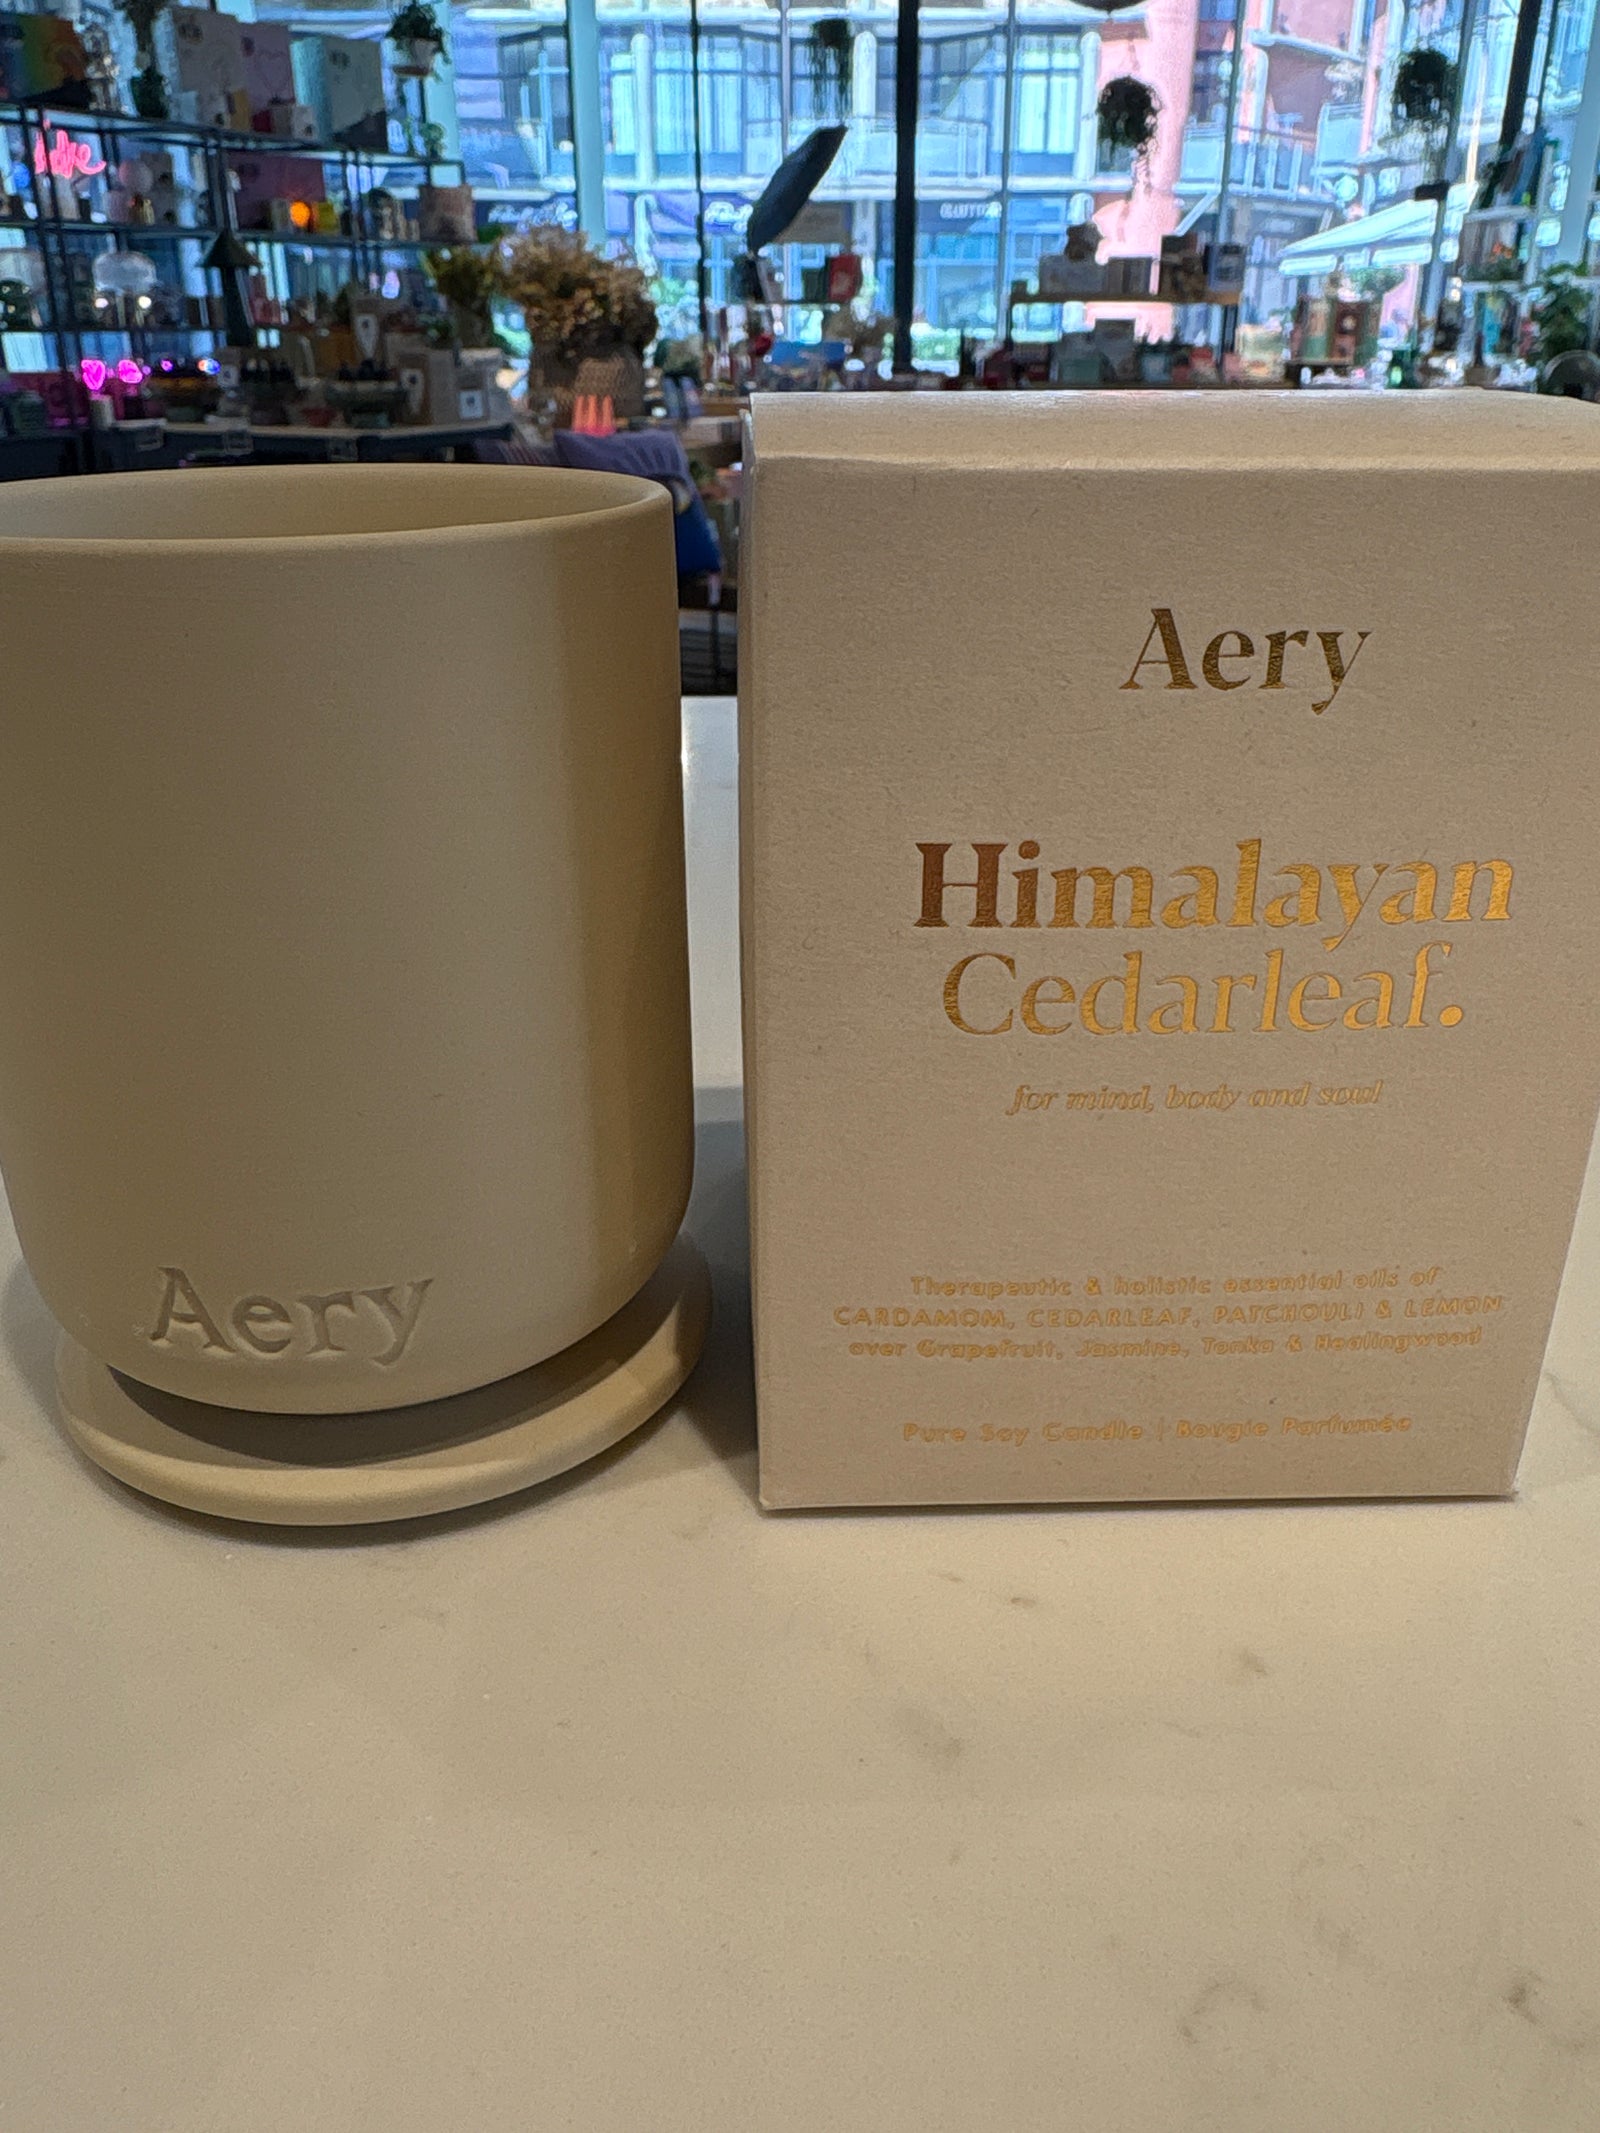 Aery
Himalayan
Cedarleaf.
for mind, body and soul
Therapeutic & holistic essential oils of
CARDAMOM, CEDARLEAF, PATCHOULI & LEMON
over Grapefruit, Jasmine, Tonka & Healingwood
Pure Soy Candle | Bougie Parfumée
Aery